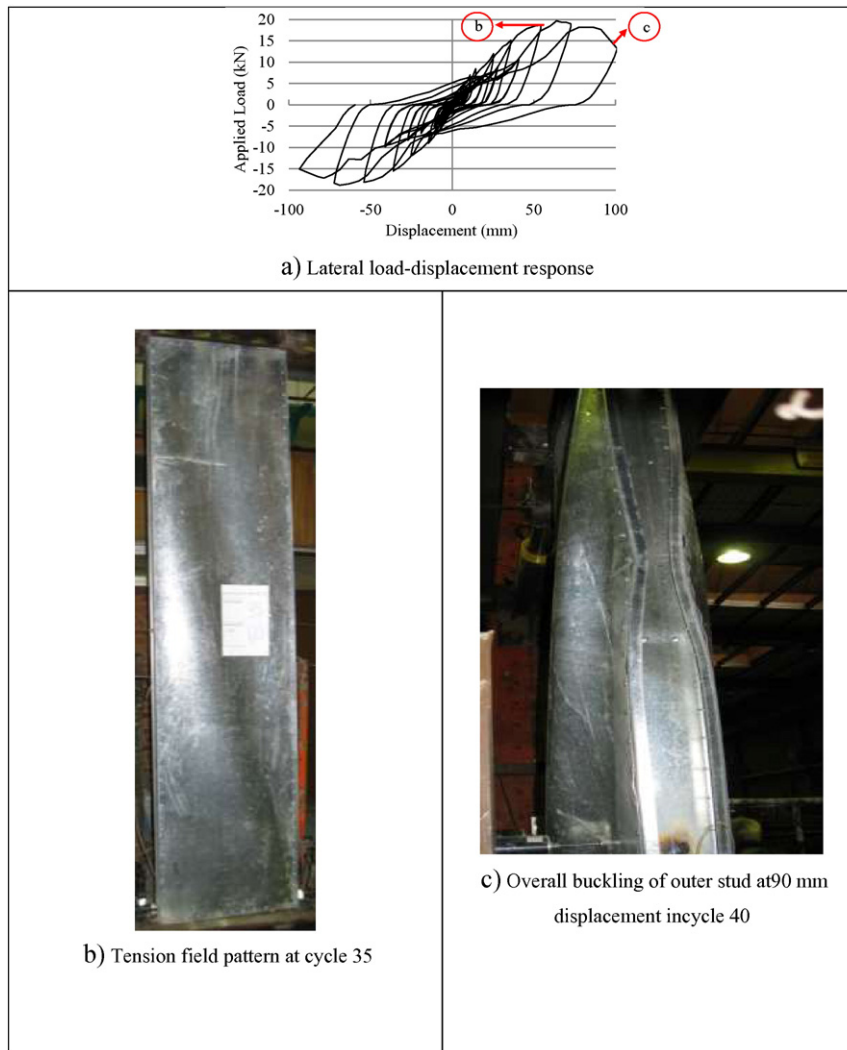 20
15
10
5
0
-5
-10
-15
-20
Applied Load (kN)
b
c
-100 -50 0 50 100
Displacement (mm)
a) Lateral load-displacement response
b) Tension field pattern at cycle 35
c) Overall buckling of outer stud at90 mm
displacement incycle 40